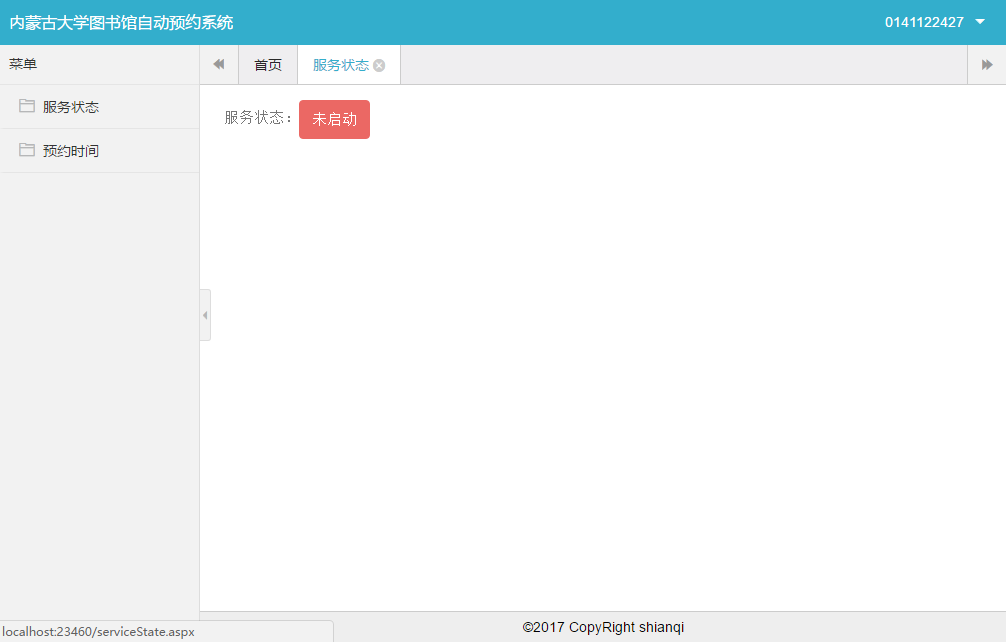 内蒙古大学图书馆自动预约系统
0141122427
菜单
首页
服务状态
服务状态
预约时间
服务状态：
未启动
©2017 CopyRight shianqi
localhost:23460/serviceState.aspx